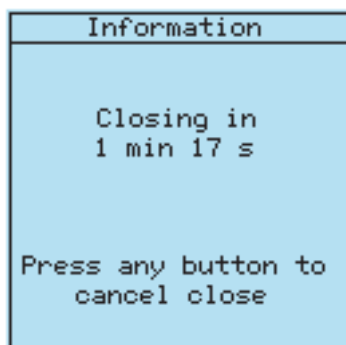 Information
Closing in
1 min 17 s
Press any button to
cancel close